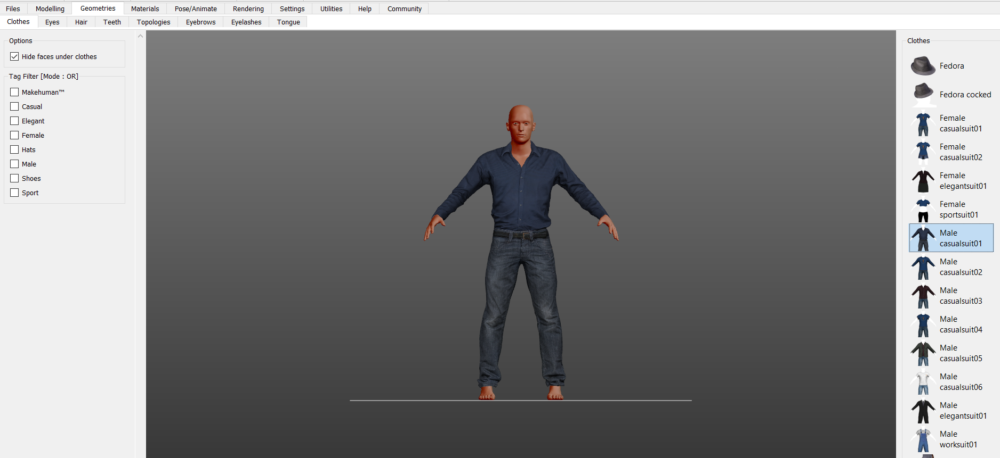 Files Modelling Geometries Materials Pose/Animate Rendering Settings Utilities Help Community
Clothes Eyes Hair Teeth Topologies Eyebrows Eyelashes Tongue
Options
Hide faces under clothes
Tag Filter [Mode : OR]
Makehuman™
Casual
Elegant
Female
Hats
Male
Shoes
Sport
Clothes
Fedora
Fedora cocked
Female
casualsuit01
Female
casualsuit02
Female
elegantsuit01
Female
sportsuit01
Male
casualsuit01
Male
casualsuit02
Male
casualsuit03
Male
casualsuit04
Male
casualsuit05
Male
casualsuit06
Male
elegantsuit01
Male
worksuit01